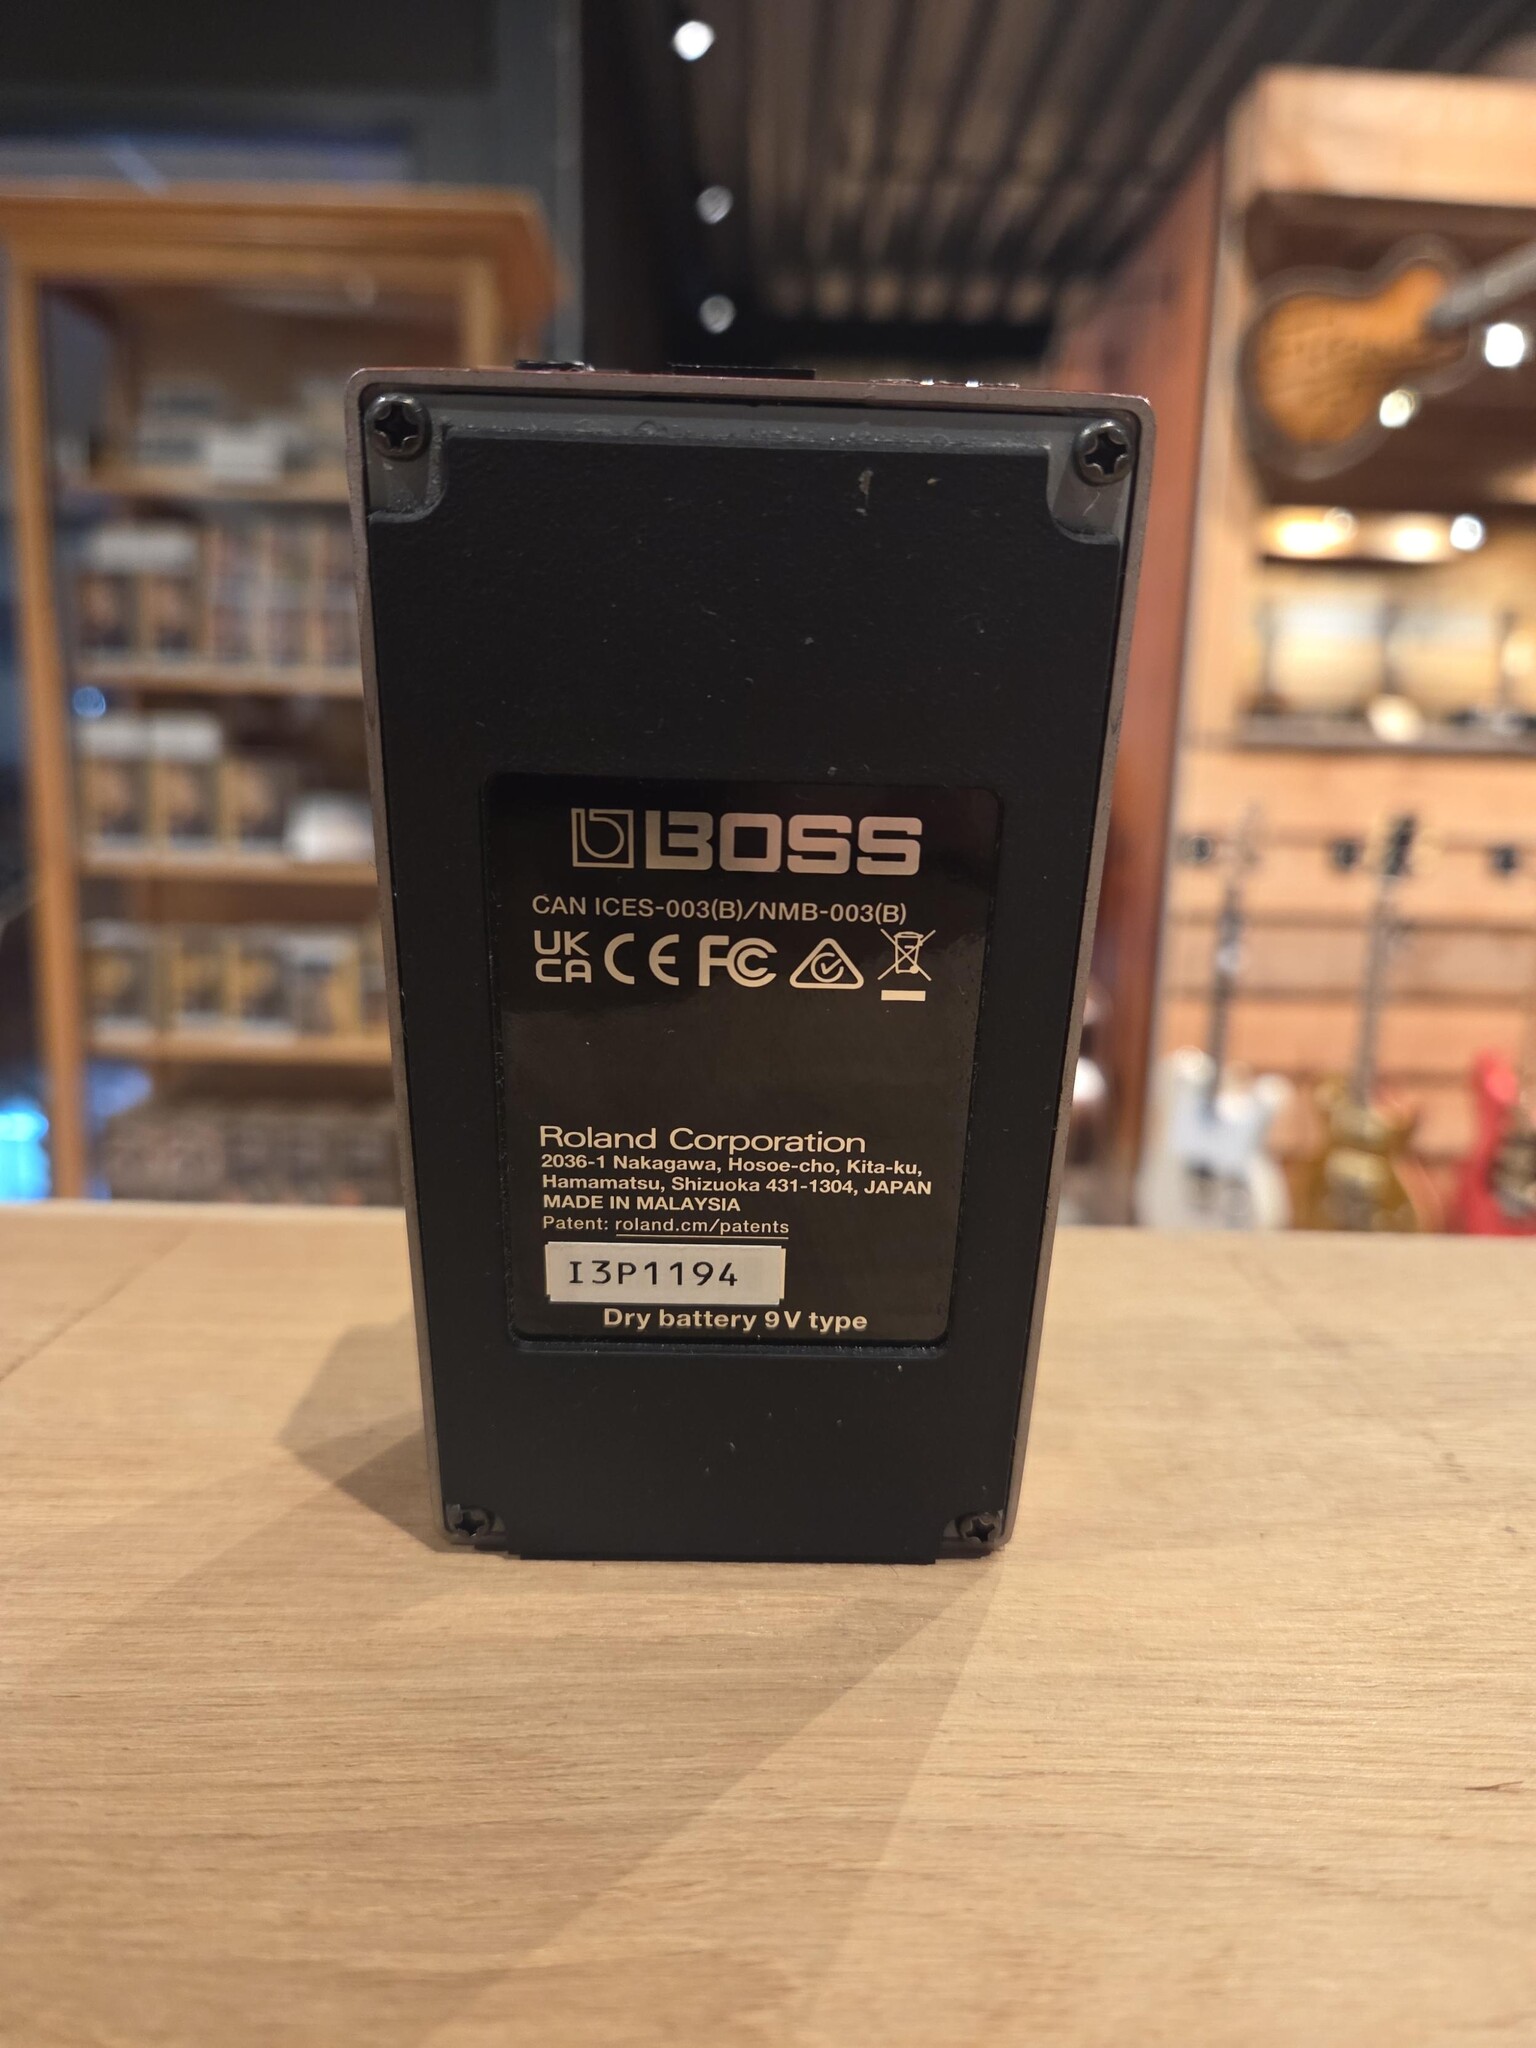 BOSS
CAN ICES-003(B)/NMB-003(B)
UK CA CE FC
Roland Corporation
2036-1 Nakagawa, Hosoe-cho, Kita-ku,
Hamamatsu, Shizuoka 431-1304, JAPAN
MADE IN MALAYSIA
Patent: roland.cm/patents
I3P1194
Dry battery 9V type